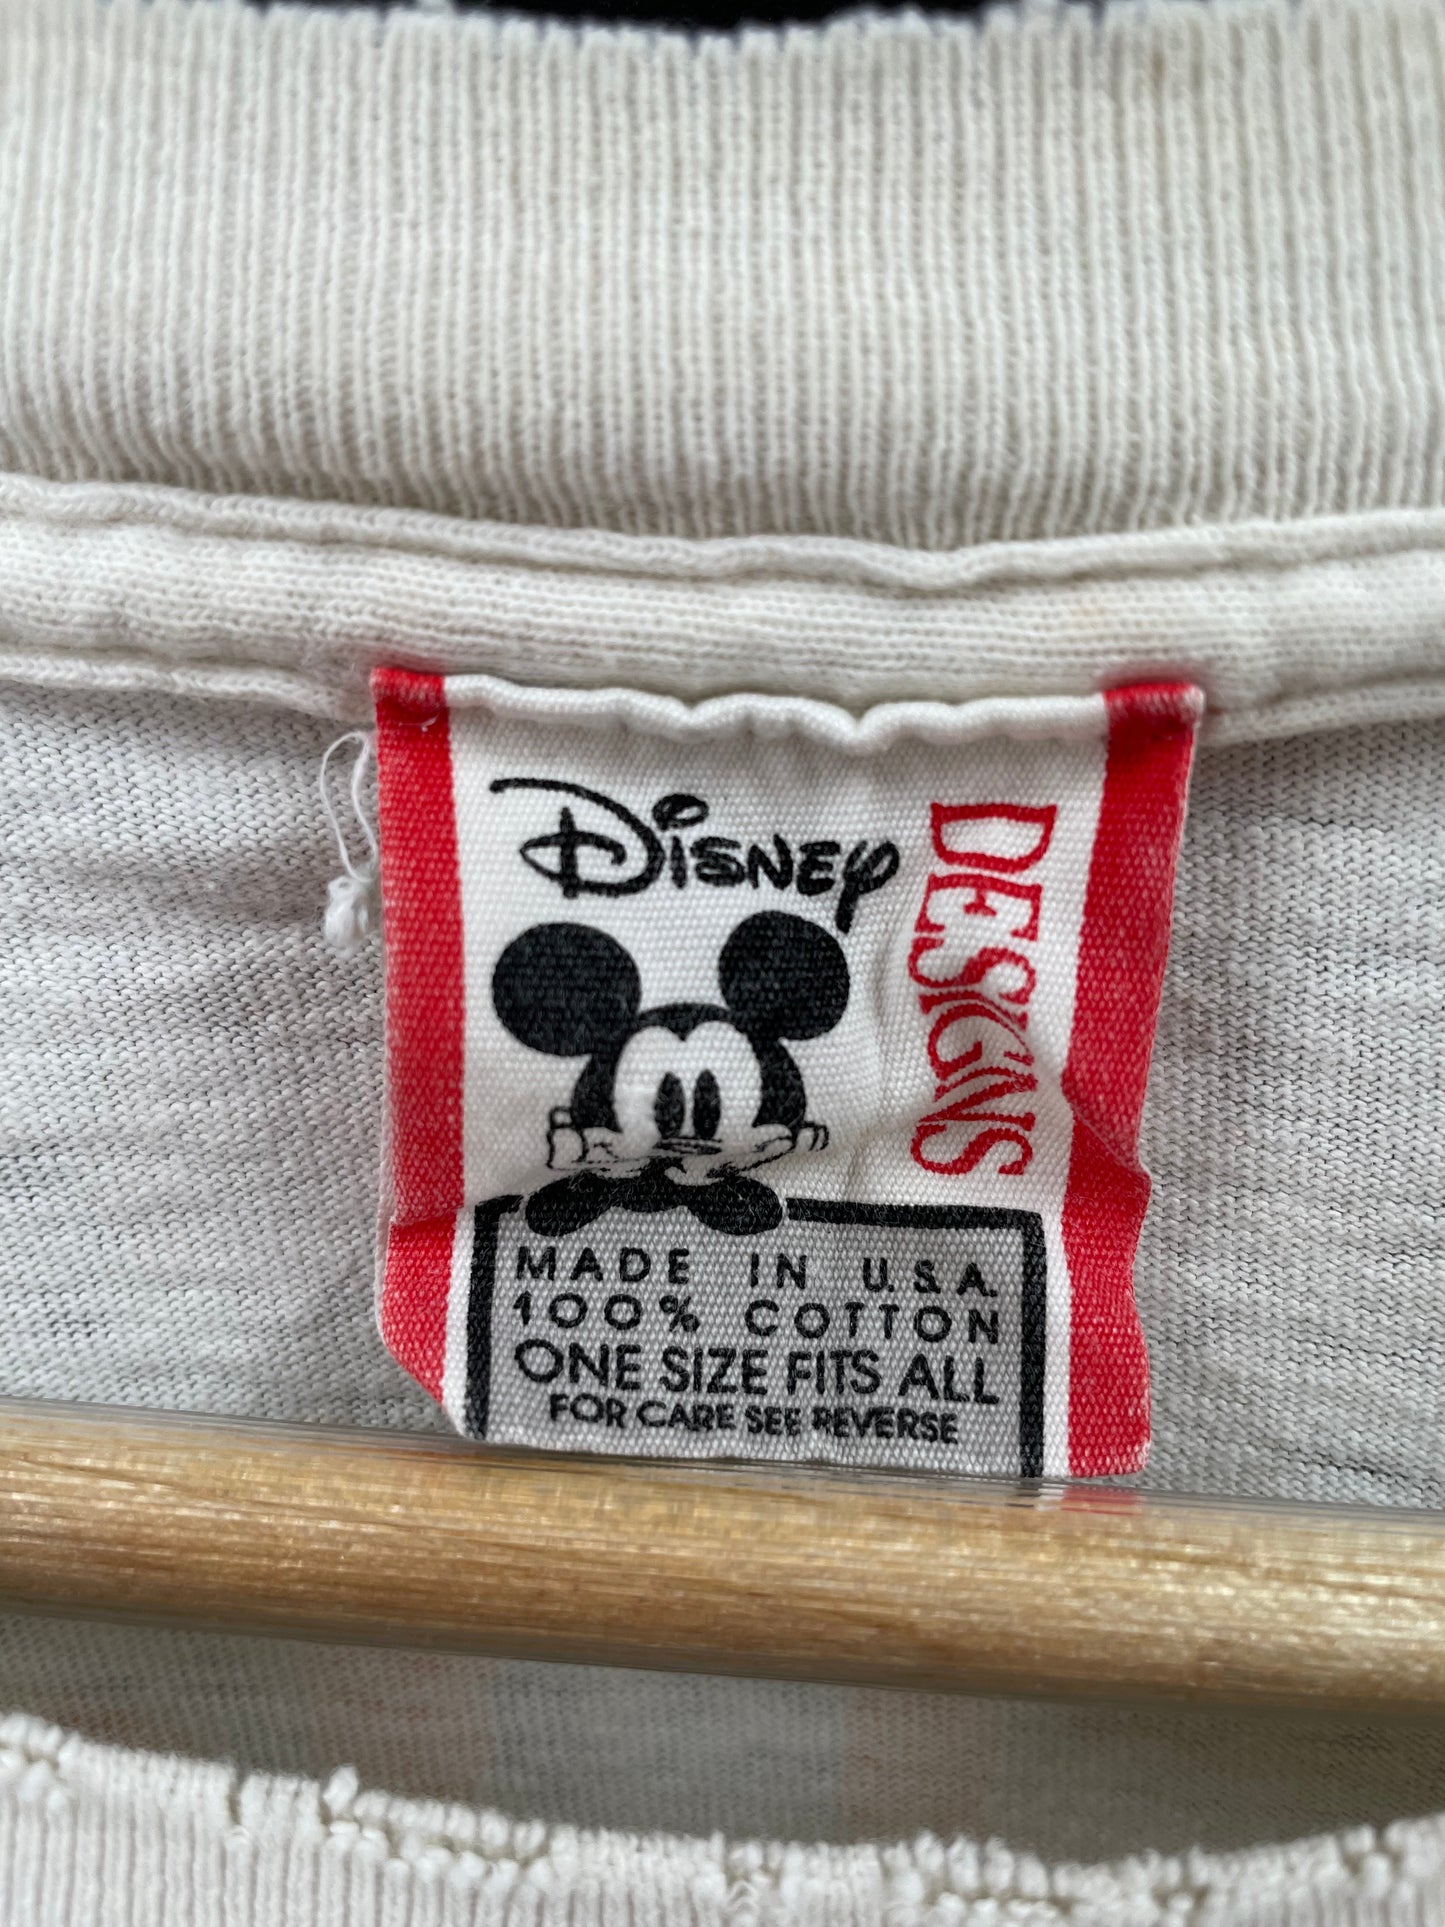 Disney
DESIGNS
MADE IN U.S.A.
100% COTTON
ONE SIZE FITS ALL
FOR CARE SEE REVERSE